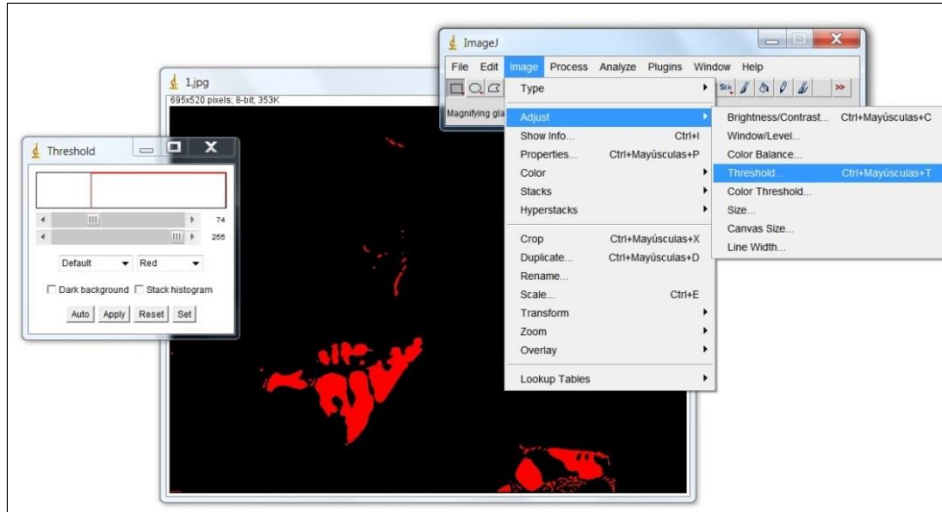 ImageJ
File Edit Image Process Analyze Plugins Window Help
Stk
>>
Magnifying gla
1.jpg
695x520 pixels; 8-bit; 353K
Type
Adjust
Show Info... Ctrl+I
Properties... Ctrl+Mayúsculas+P
Color
Stacks
Hyperstacks
Crop Ctrl+Mayúsculas+X
Duplicate... Ctrl+Mayúsculas+D
Rename...
Scale... Ctrl+E
Transform
Zoom
Overlay
Lookup Tables
Brightness/Contrast... Ctrl+Mayúsculas+C
Window/Level...
Color Balance...
Threshold... Ctrl+Mayúsculas+T
Color Threshold...
Size...
Canvas Size...
Line Width...
Threshold
74
Default Red
Dark background Stack histogram
Auto Apply Reset Set